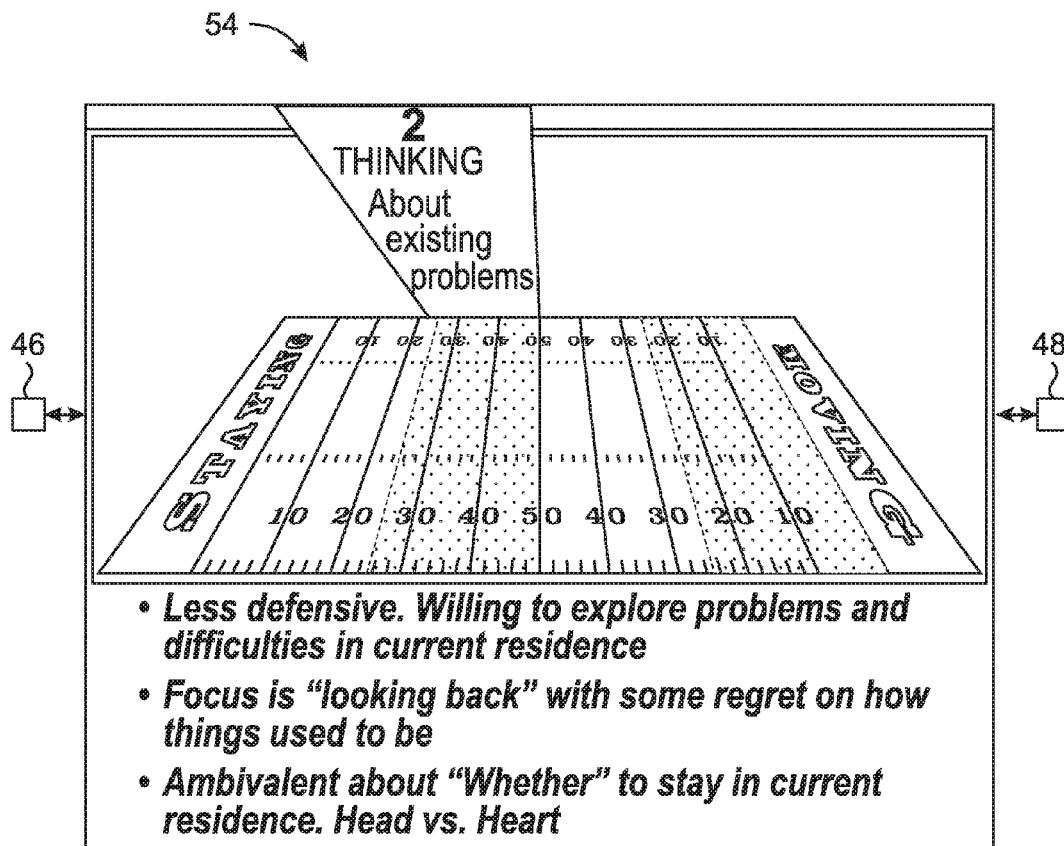 54
2
THINKING
About
existing
problems
46
48
10 20 30 40 50 40 30 20 10
STAYING
MOVING
10 20 30 40 50 40 30 20 10
• Less defensive. Willing to explore problems and
difficulties in current residence
• Focus is “looking back” with some regret on how
things used to be
• Ambivalent about “Whether” to stay in current
residence. Head vs. Heart